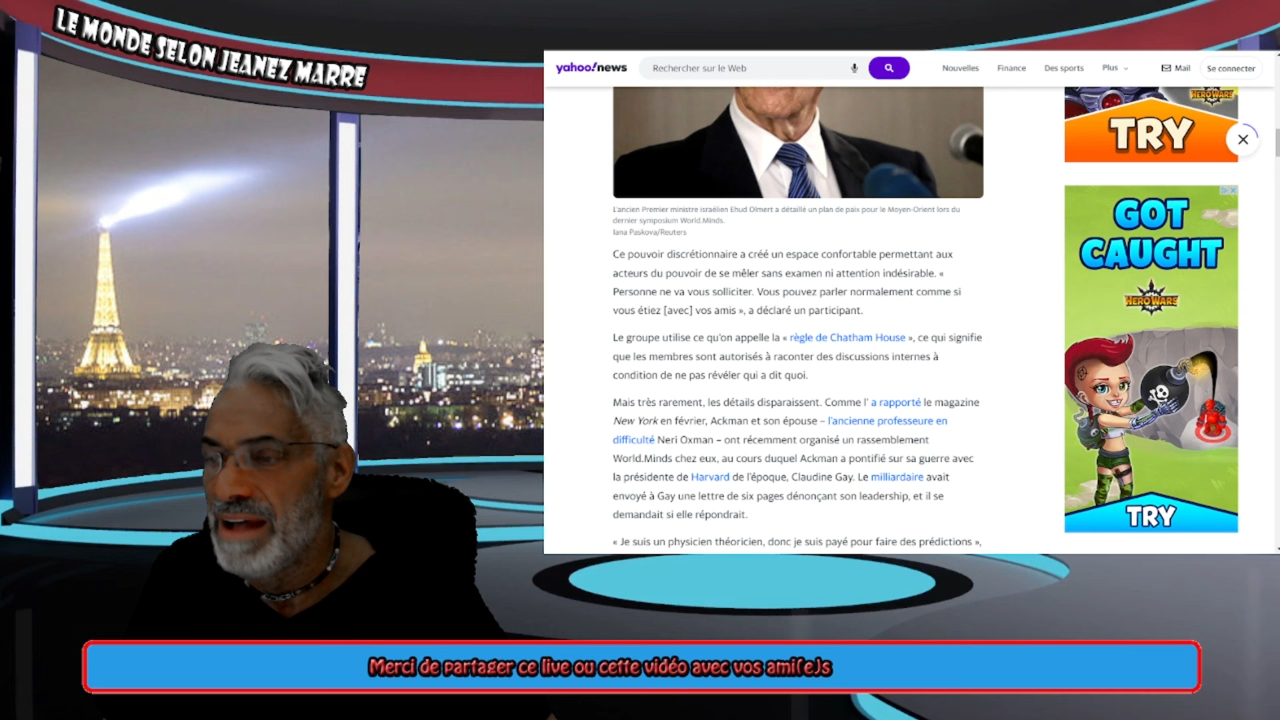 LE MONDE SELON JEANEZ MARRE
yahoo!news
Rechercher sur le Web
Nouvelles
Finance
Des sports
Plus
Mail
Se connecter
L'ancien Premier ministre israélien Ehud Olmert a détaillé un plan de paix pour le Moyen-Orient lors du
dernier symposium World.Minds.
Iana Paskova/Reuters
Ce pouvoir discrétionnaire a créé un espace confortable permettant aux
acteurs du pouvoir de se mêler sans examen ni attention indésirable. «
Personne ne va vous solliciter. Vous pouvez parler normalement comme si
vous étiez [avec] vos amis », a déclaré un participant.
Le groupe utilise ce qu'on appelle la « règle de Chatham House », ce qui signifie
que les membres sont autorisés à raconter des discussions internes à
condition de ne pas révéler qui a dit quoi.
Mais très rarement, les détails disparaissent. Comme l' a rapporté le magazine
New York en février, Ackman et son épouse – l'ancienne professeure en
difficulté Neri Oxman – ont récemment organisé un rassemblement
World.Minds chez eux, au cours duquel Ackman a pontifié sur sa guerre avec
la présidente de Harvard de l'époque, Claudine Gay. Le milliardaire avait
envoyé à Gay une lettre de six pages dénonçant son leadership, et il se
demandait si elle répondrait.
« Je suis un physicien théoricien, donc je suis payé pour faire des prédictions »,
HERO WARS
TRY
GOT
CAUGHT
HERO WARS
TRY
Merci de partager ce live ou cette vidéo avec vos ami(e)s